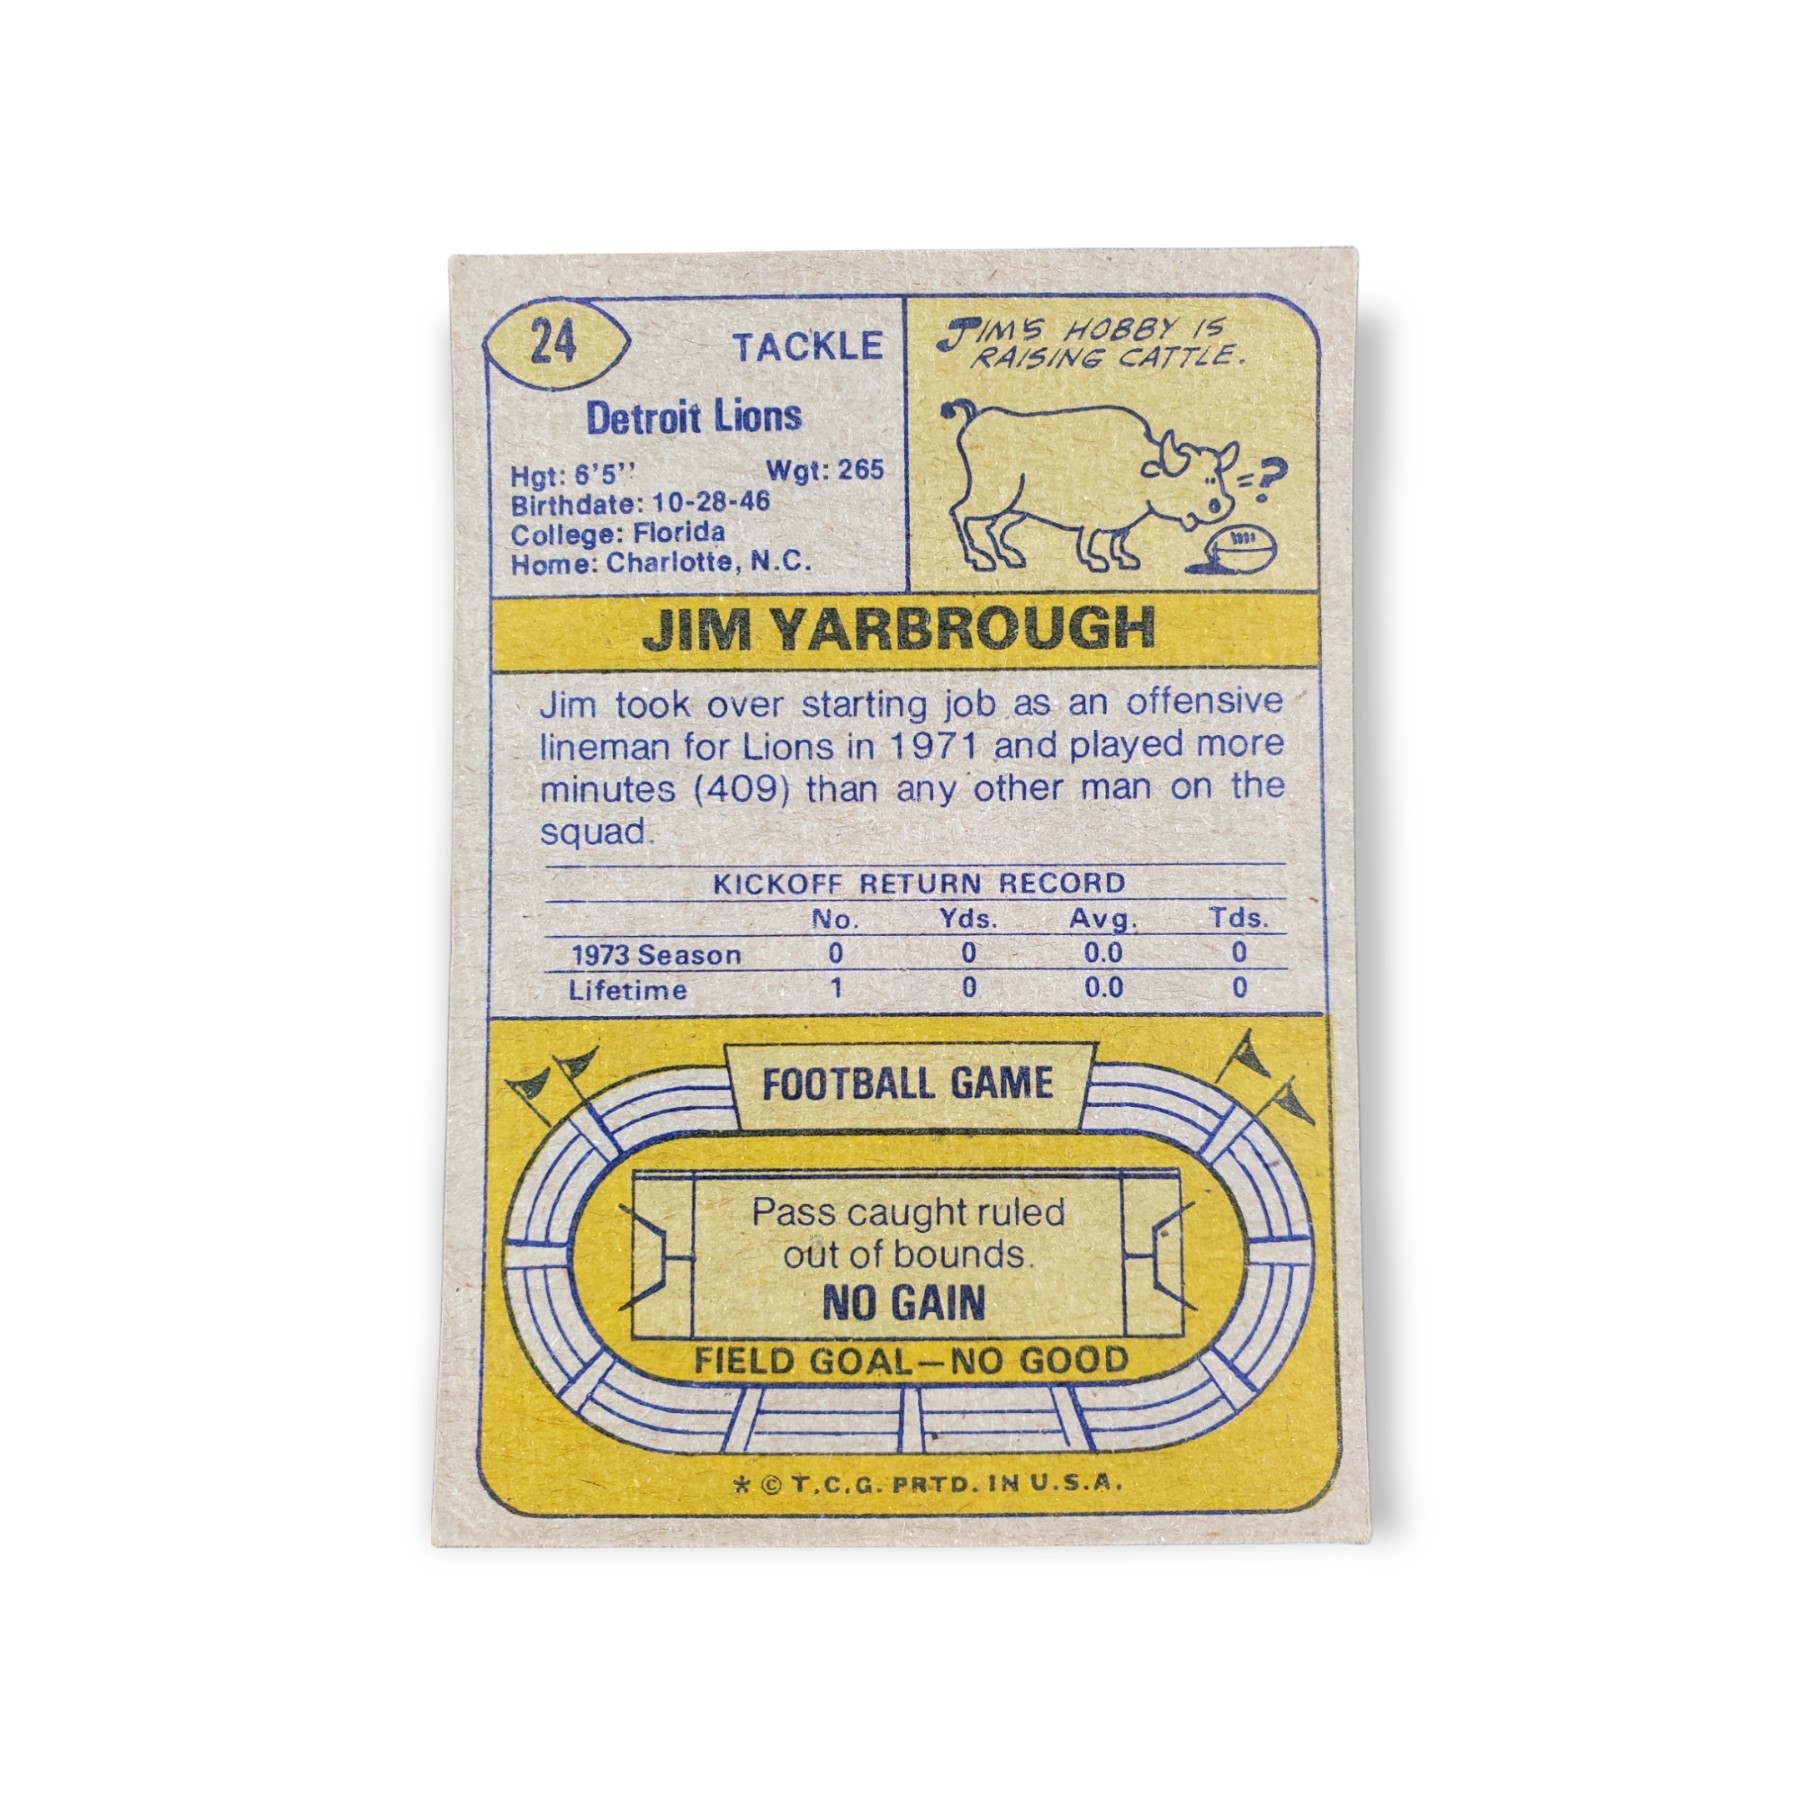 24
TACKLE
Detroit Lions
Hgt: 6'5'' Wgt: 265
Birthdate: 10-28-46
College: Florida
Home: Charlotte, N.C.
JIM'S HOBBY IS
RAISING CATTLE.
?
JIM YARBROUGH
Jim took over starting job as an offensive
lineman for Lions in 1971 and played more
minutes (409) than any other man on the
squad.
KICKOFF RETURN RECORD
No. Yds. Avg. Tds.
1973 Season 0 0 0.0 0
Lifetime 1 0 0.0 0
FOOTBALL GAME
Pass caught ruled
out of bounds.
NO GAIN
FIELD GOAL—NO GOOD
* © T.C.G. PRTD. IN U.S.A.